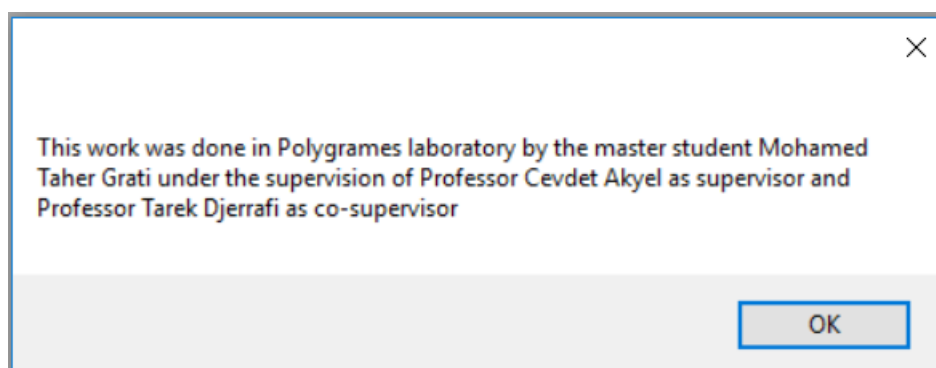 This work was done in Polygrames laboratory by the master student Mohamed
Taher Grati under the supervision of Professor Cevdet Akyel as supervisor and
Professor Tarek Djerrafi as co-supervisor
OK